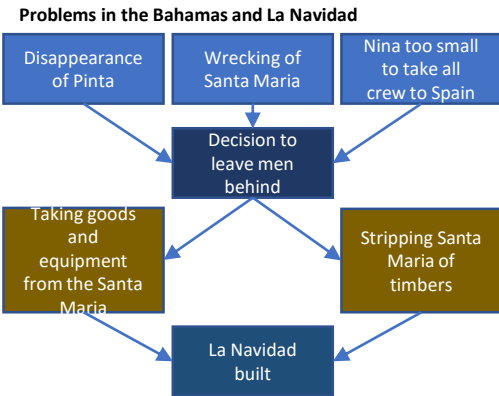 Problems in the Bahamas and La Navidad
Disappearance
of Pinta
Wrecking of
Santa Maria
Nina too small
to take all
crew to Spain
Decision to
leave men
behind
Taking goods
and
equipment
from the Santa
Maria
Stripping Santa
Maria of
timbers
La Navidad
built